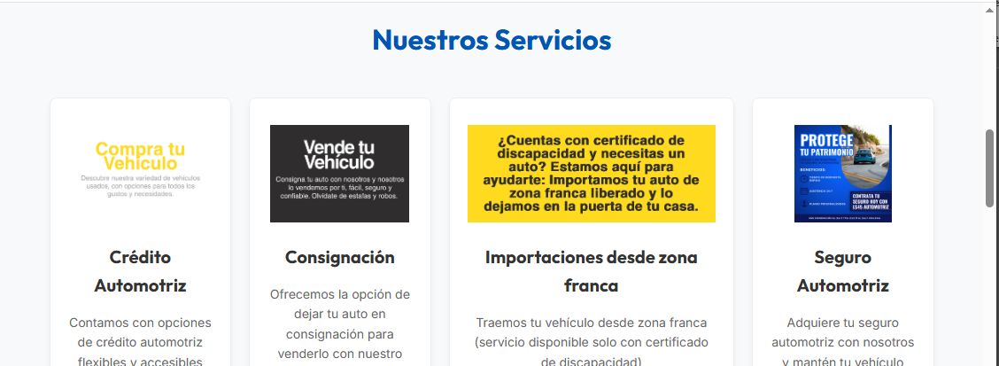 Nuestros Servicios
Compra tu
Vehículo
Descubre nuestra variedad de vehículos
usados, con opciones para todos los
gustos y necesidades.
Crédito
Automotriz
Contamos con opciones
de crédito automotriz
flexibles y accesibles
Vende tu
Vehículo
Consigna tu auto con nosotros y nosotros
lo vendemos por ti, fácil, seguro y
confiable. Olvídate de estafas y robos.
Consignación
Ofrecemos la opción de
dejar tu auto en
consignación para
venderlo con nuestro
¿Cuentas con certificado de
discapacidad y necesitas un
auto? Estamos aquí para
ayudarte: Importamos tu auto de
zona franca liberado y lo
dejamos en la puerta de tu casa.
Importaciones desde zona
franca
Traemos tu vehículo desde zona franca
(servicio disponible solo con certificado
de discapacidad)
PROTEGE
TU PATRIMONIO
BENEFICIOS:
ASISTENCIA 24/7
PLANES PERSONALIZADOS
CONTRATA TU
SEGURO HOY CON
LS45 AUTOMOTRIZ
Seguro
Automotriz
Adquiere tu seguro
automotriz con nosotros
y mantén tu vehículo